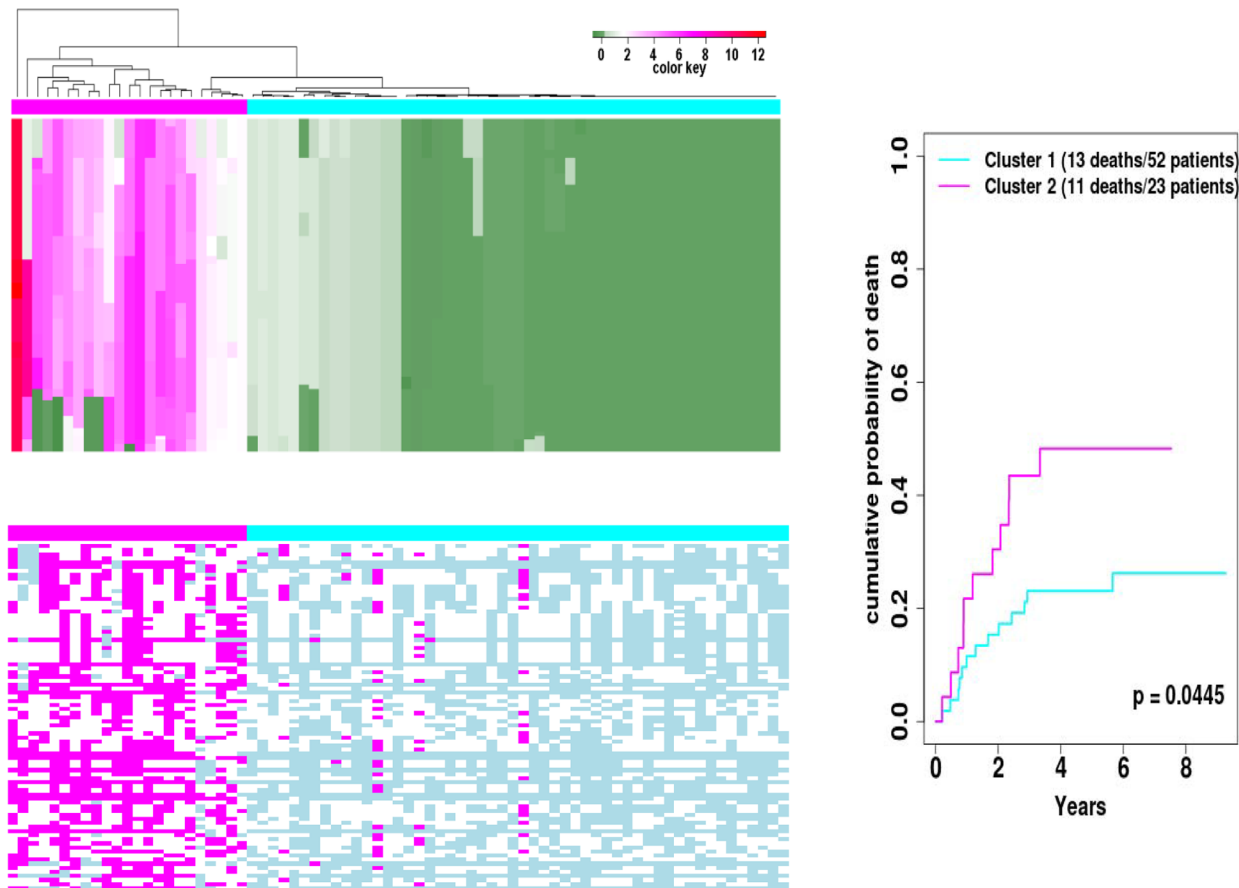 0 2 4 6 8 10 12
color key
Cluster 1 (13 deaths/52 patients)
Cluster 2 (11 deaths/23 patients)
cumulative probability of death
1.0
0.8
0.6
0.4
0.2
0.0
p = 0.0445
0 2 4 6 8
Years